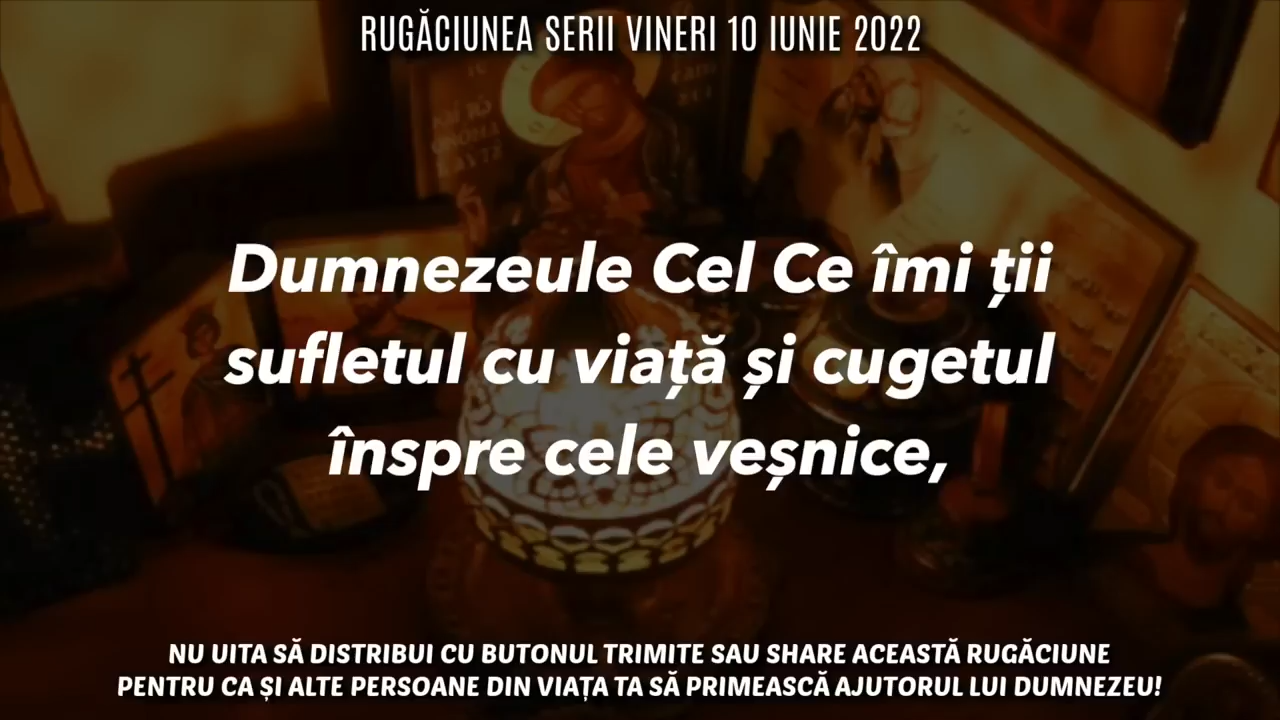 RUGĂCIUNEA SERII VINERI 10 IUNIE 2022
Dumnezeule Cel Ce îmi ții
sufletul cu viață și cugetul
înspre cele veșnice,
NU UITA SĂ DISTRIBUI CU BUTONUL TRIMITE SAU SHARE ACEASTĂ RUGĂCIUNE
PENTRU CA ȘI ALTE PERSOANE DIN VIAȚA TA SĂ PRIMEASCĂ AJUTORUL LUI DUMNEZEU!